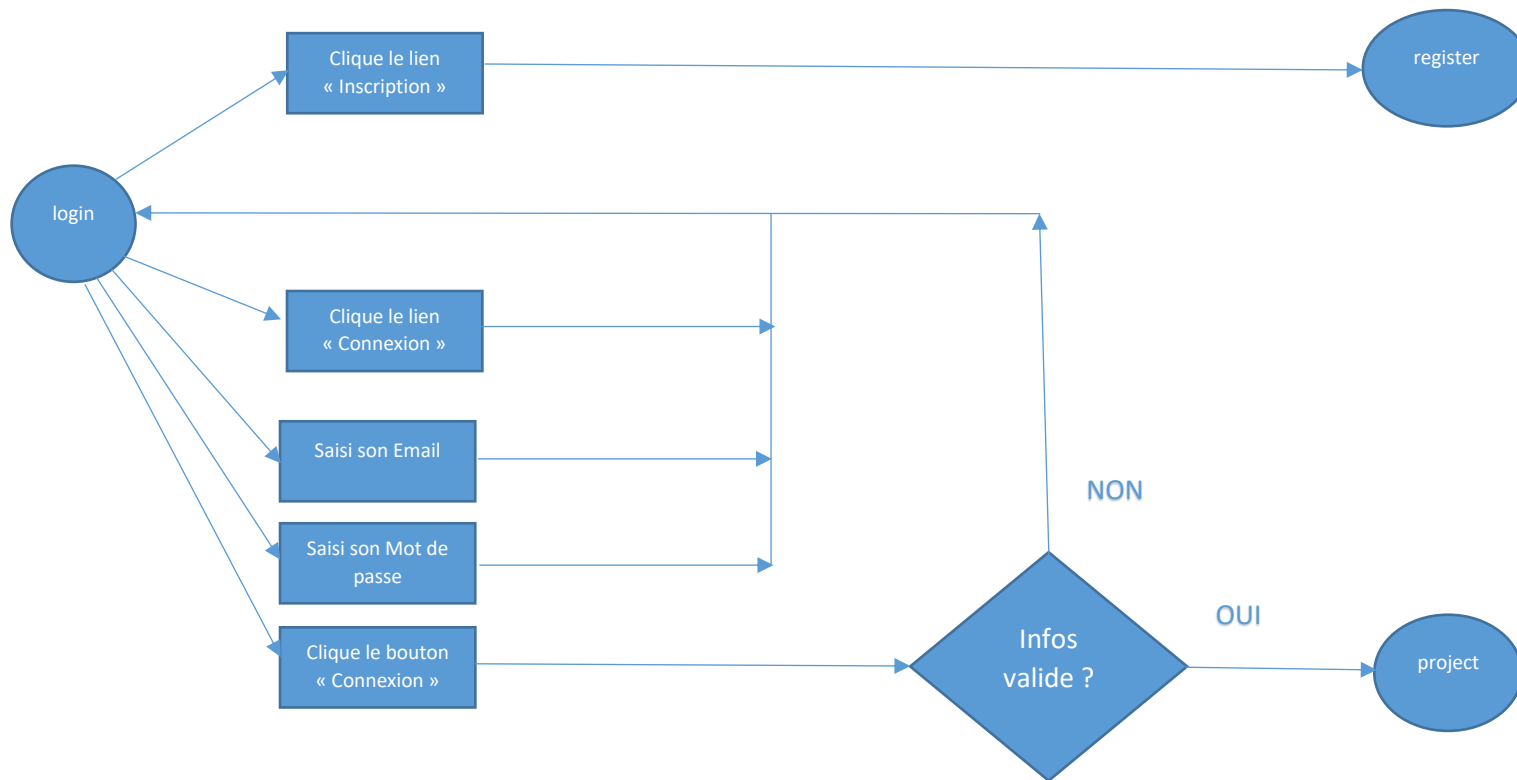 Clique le lien
« Inscription »
register
login
Clique le lien
« Connexion »
Saisi son Email
NON
Saisi son Mot de
passe
OUI
Infos
valide ?
Clique le bouton
« Connexion »
project